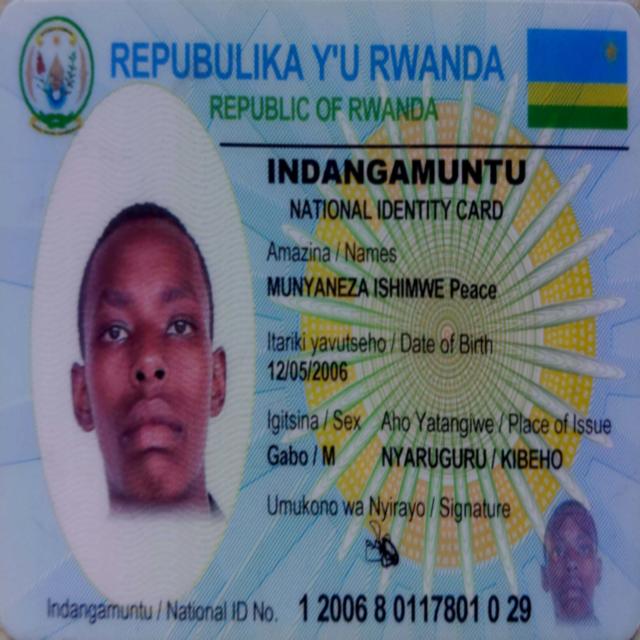 REPUBULIKA Y'U RWANDA
REPUBLIC OF RWANDA
INDANGAMUNTU
NATIONAL IDENTITY CARD
Amazina / Names
MUNYANEZA ISHIMWE Peace
Itariki yavutseho / Date of Birth
12/05/2006
Igitsina / Sex Aho Yatangiwe / Place of Issue
Gabo / M NYARUGURU / KIBEHO
Umukono wa Nyirayo / Signature
Indangamuntu / National ID No. 1 2006 8 0117801 0 29